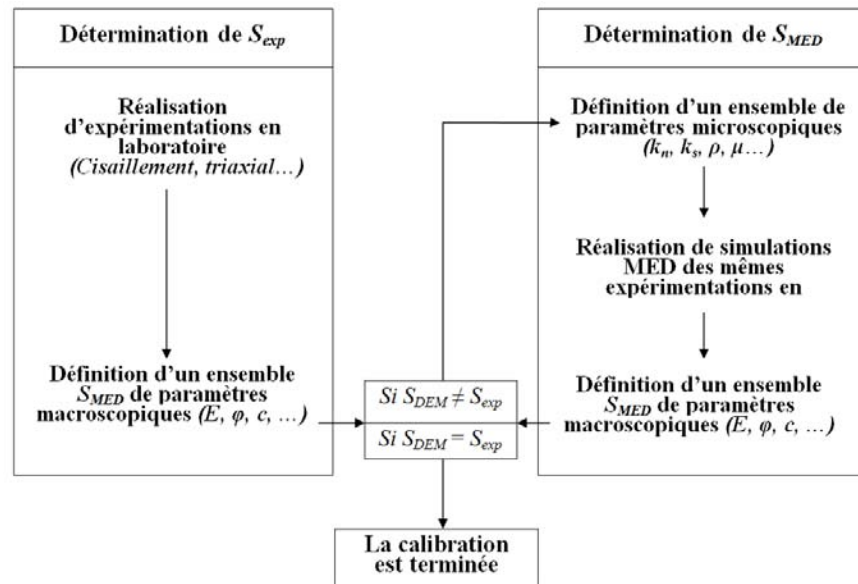 Détermination de S_exp
Réalisation
d'expérimentations en
laboratoire
(Cisaillement, triaxial…)
Définition d'un ensemble
S_MED de paramètres
macroscopiques (E, φ, c, …)
Si S_DEM ≠ S_exp
Si S_DEM = S_exp
La calibration
est terminée
Détermination de S_MED
Définition d'un ensemble de
paramètres microscopiques
(k_n, k_s, ρ, μ…)
Réalisation de simulations
MED des mêmes
expérimentations en
Définition d'un ensemble
S_MED de paramètres
macroscopiques (E, φ, c, …)